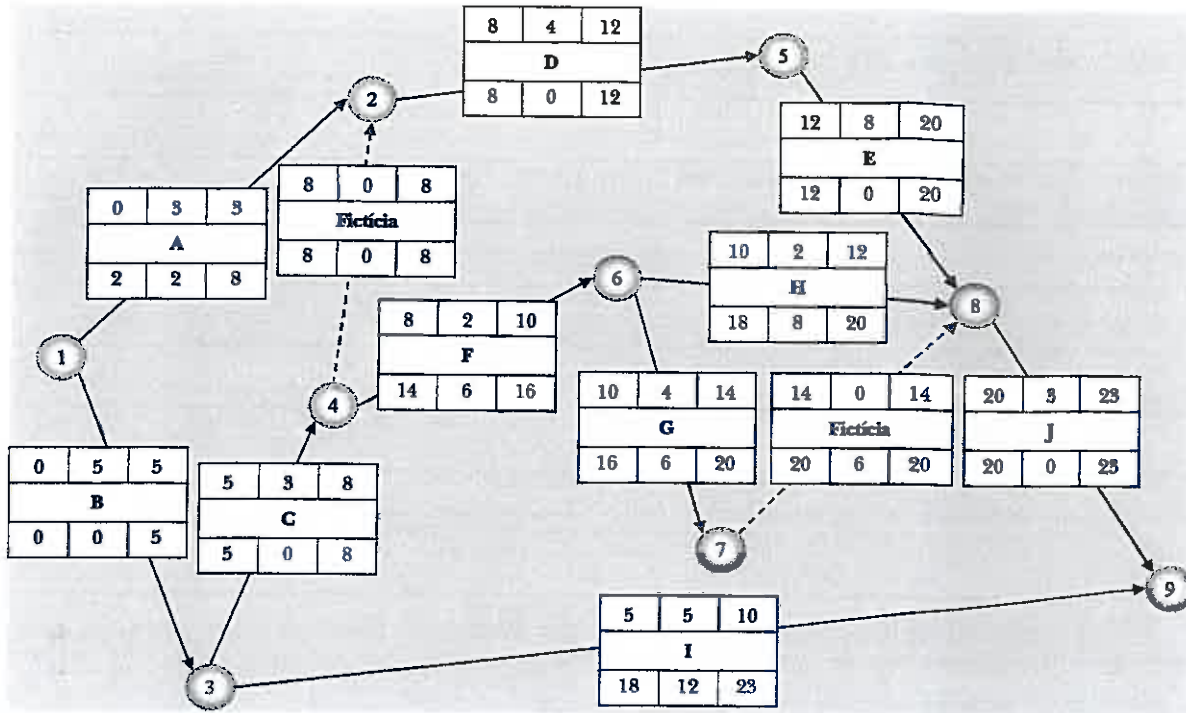 8 4 12
D
8 0 12
5
2
12 8 20
E
12 0 20
8 0 8
Fictícia
8 0 8
0 3 3
A
2 2 8
10 2 12
H
18 8 20
6
8
8 2 10
F
14 6 16
1
4
10 4 14
G
16 6 20
14 0 14
Fictícia
20 6 20
20 3 23
J
20 0 23
0 5 5
B
0 0 5
5 3 8
C
5 0 8
7
9
5 5 10
I
18 12 23
3